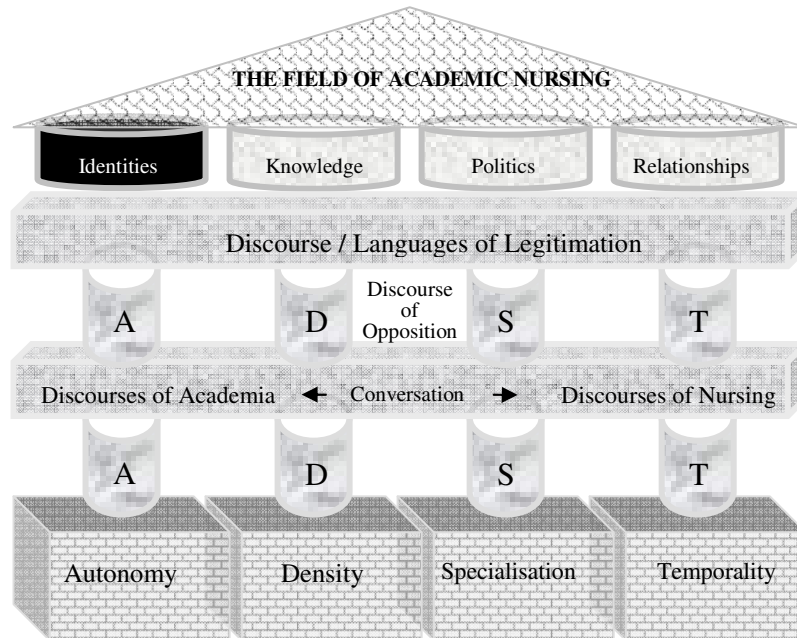 THE FIELD OF ACADEMIC NURSING
Identities
Knowledge
Politics
Relationships
Discourse / Languages of Legitimation
A
D
Discourse
of
Opposition
S
T
Discourses of Academia
Conversation
Discourses of Nursing
A
D
S
T
Autonomy
Density
Specialisation
Temporality